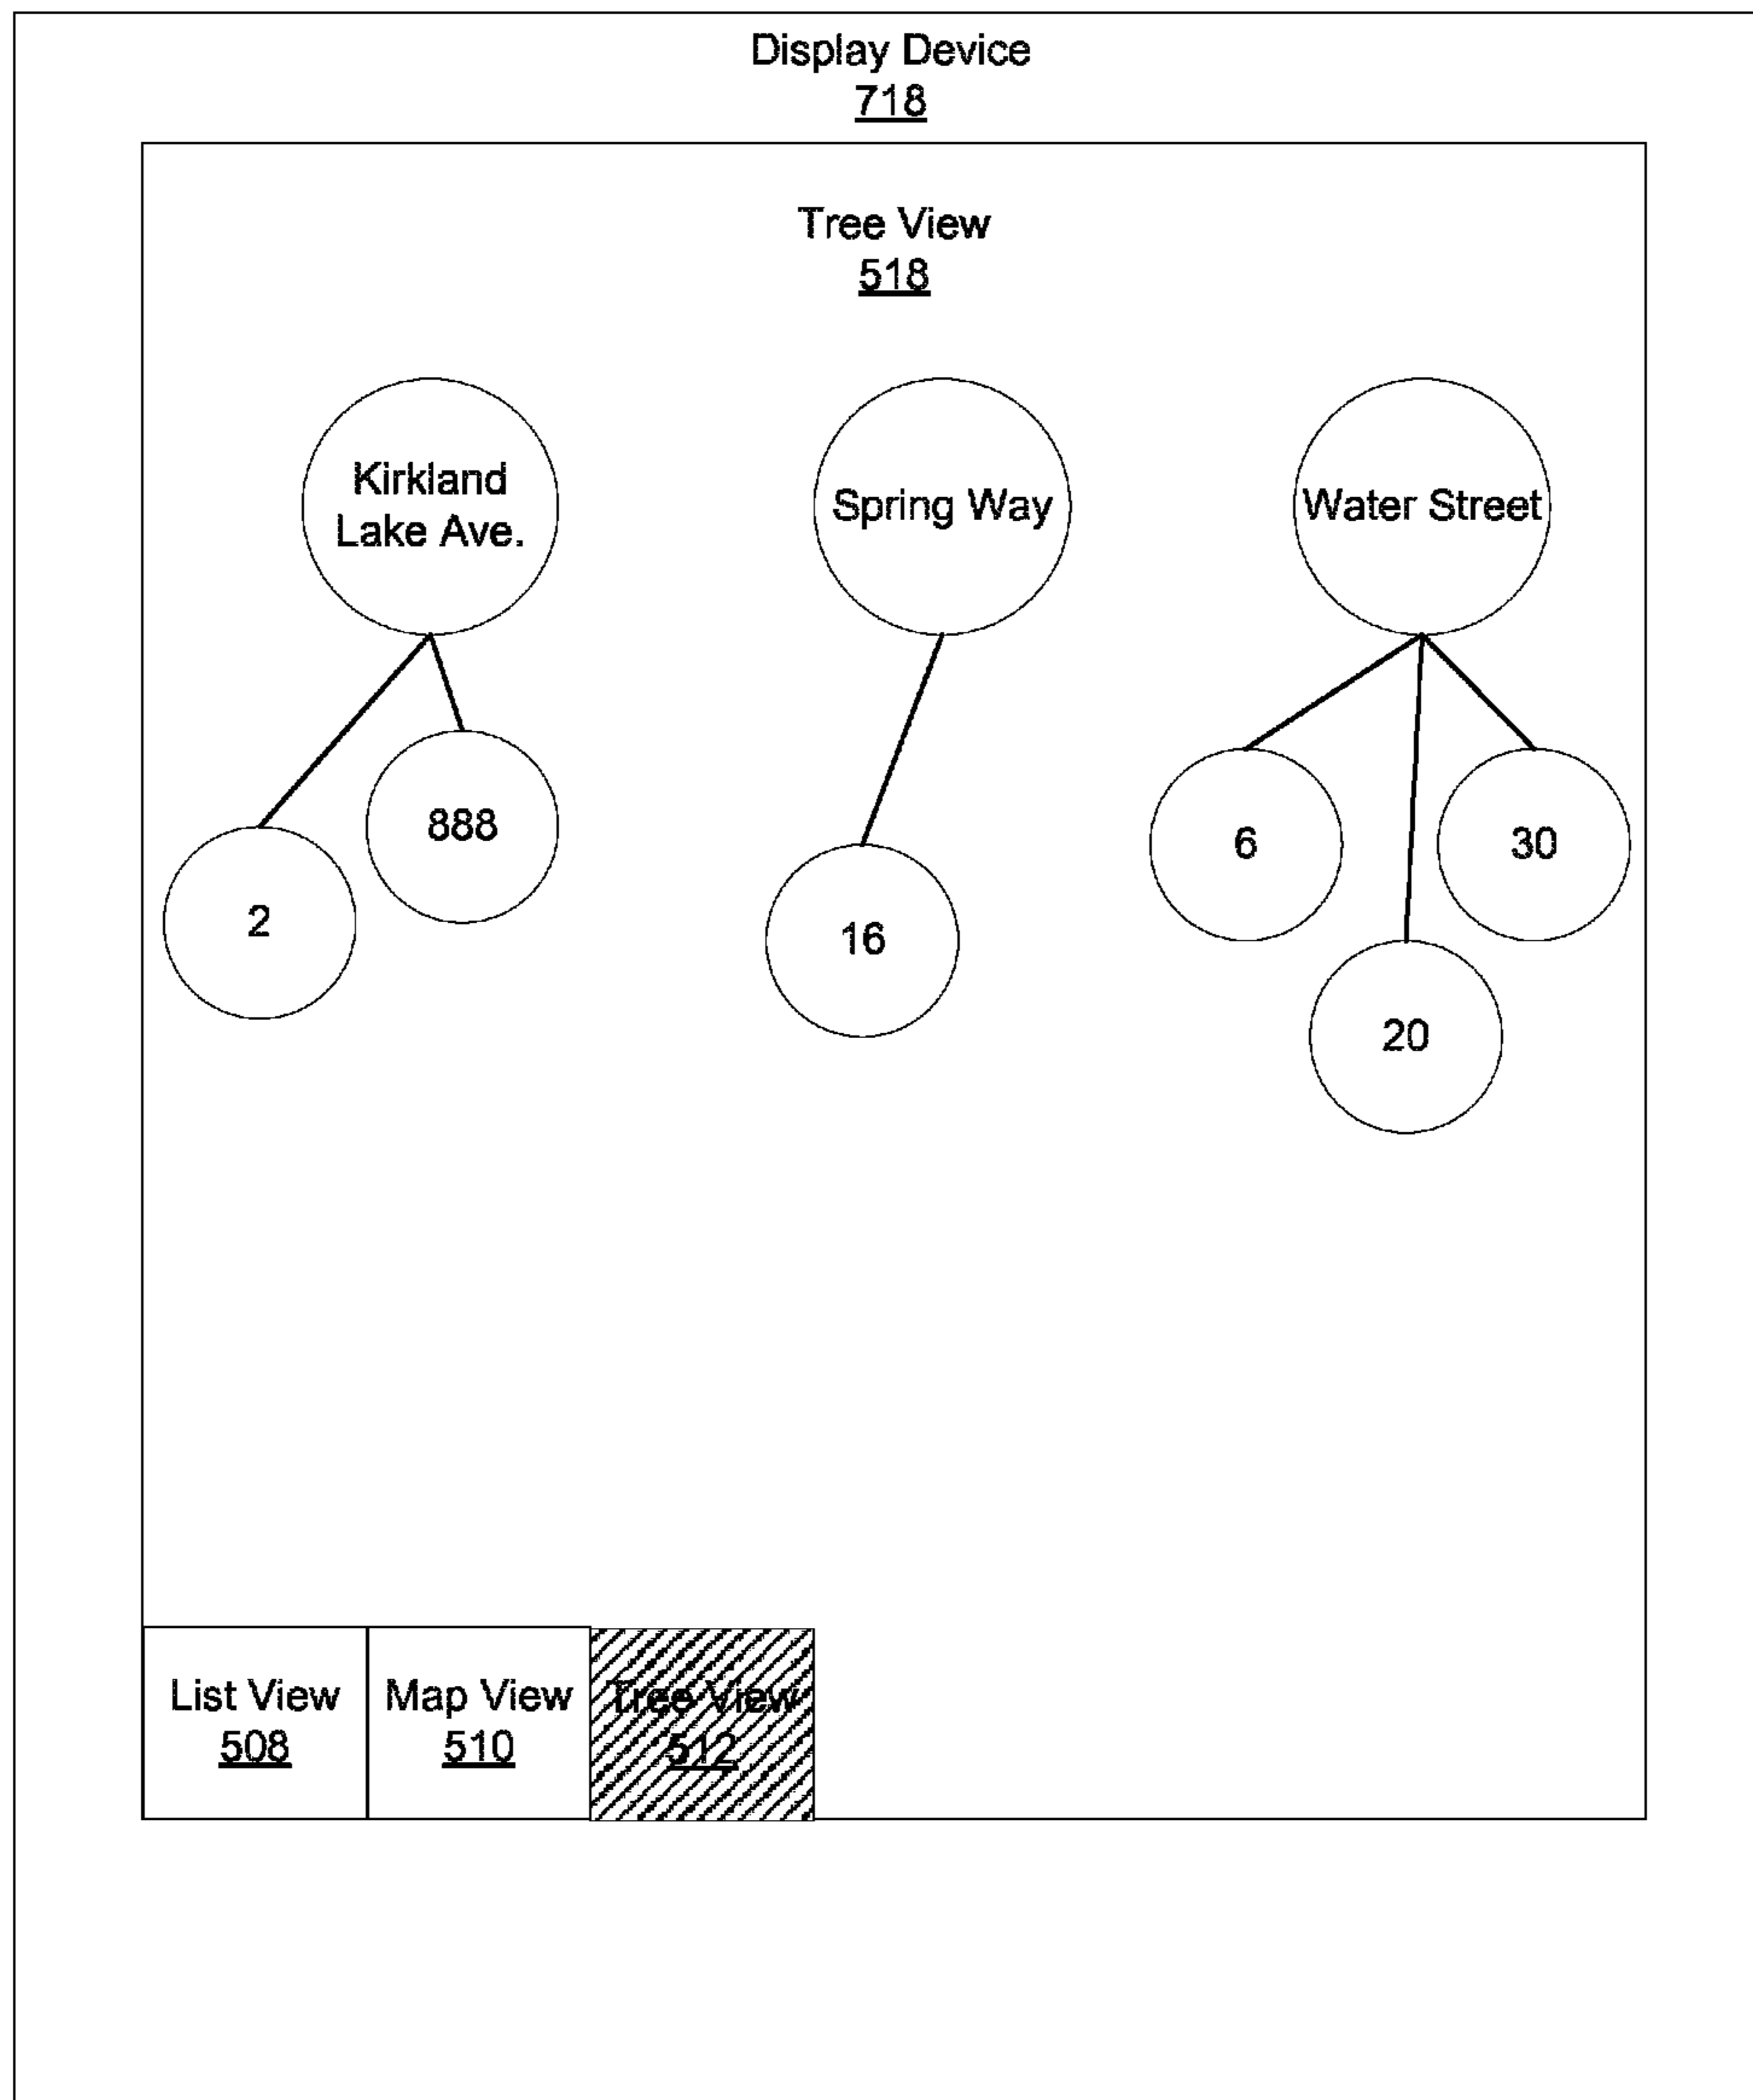 Display Device
718
Tree View
518
Kirkland
Lake Ave.
Spring Way
Water Street
2
888
16
6
30
20
List View
508
Map View
510
Tree View
512